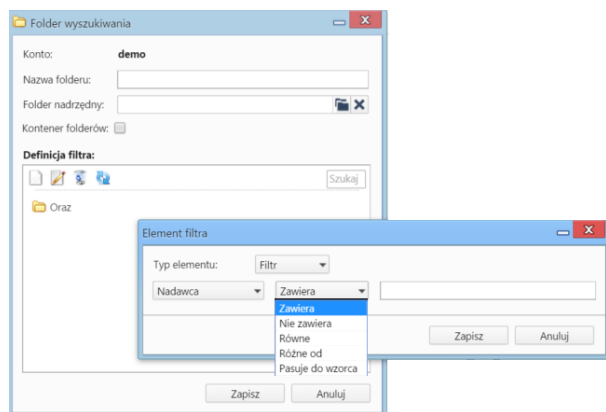 Folder wyszukiwania
Konto: demo
Nazwa folderu:
Folder nadrzędny:
Kontener folderów:
Definicja filtra:
Szukaj
Oraz
Element filtra
Typ elementu: Filtr
Nadawca Zawiera
Zawiera
Nie zawiera
Równe
Różne od
Pasuje do wzorca
Zapisz Anuluj
Zapisz Anuluj